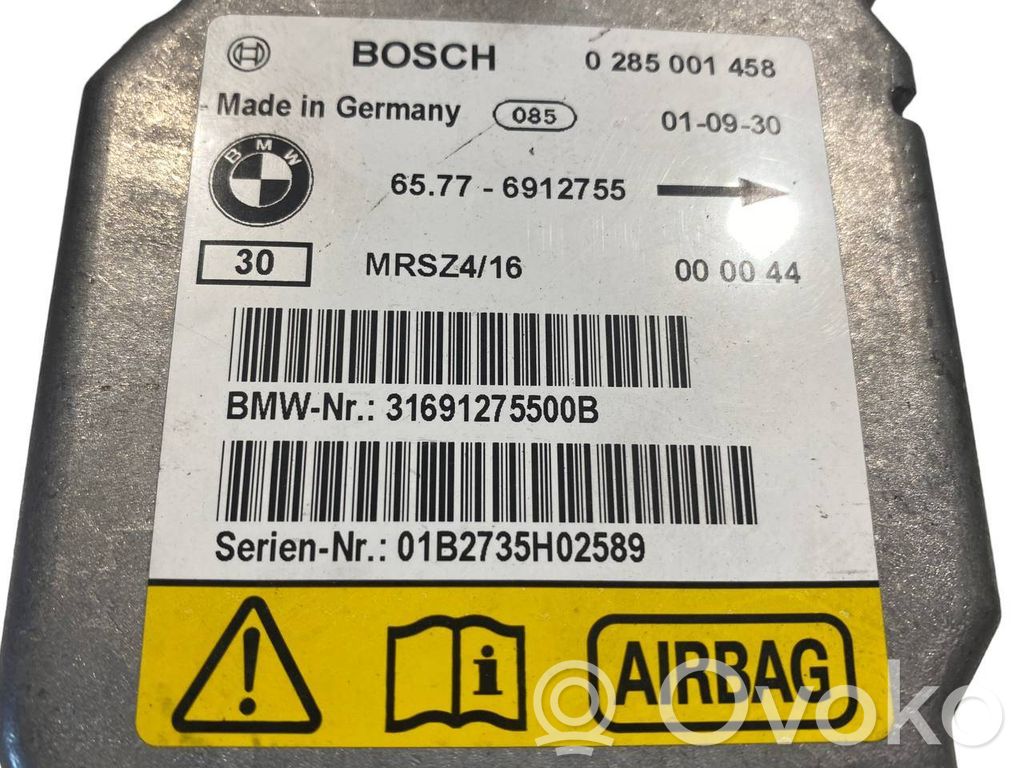 BOSCH 0 285 001 458
Made in Germany 085 01-09-30
BMW
65.77 - 6912755
30 MRSZ4/16 00 00 44
BMW-Nr.: 31691275500B
Serien-Nr.: 01B2735H02589
i AIRBAG
Ovoko